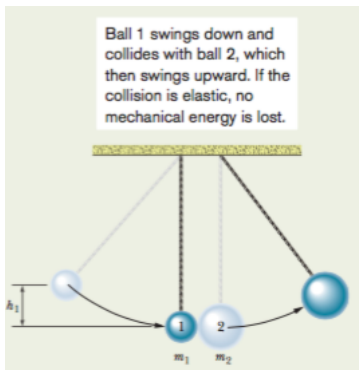 Ball 1 swings down and
collides with ball 2, which
then swings upward. If the
collision is elastic, no
mechanical energy is lost.
h₁
1
2
m₁
m₂